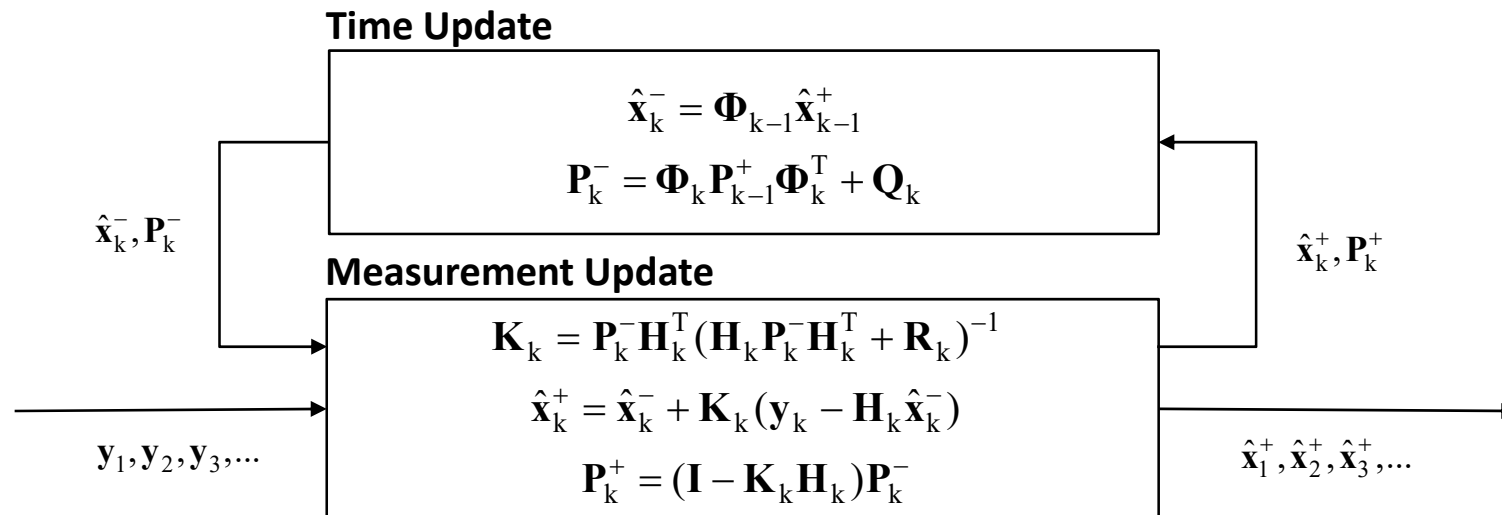 Time Update
x̂ₖ⁻ = Φₖ₋₁x̂ₖ₋₁⁺
Pₖ⁻ = ΦₖPₖ₋₁⁺Φₖᵀ + Qₖ
x̂ₖ⁻, Pₖ⁻
x̂ₖ⁺, Pₖ⁺
Measurement Update
Kₖ = Pₖ⁻Hₖᵀ(HₖPₖ⁻Hₖᵀ + Rₖ)⁻¹
x̂ₖ⁺ = x̂ₖ⁻ + Kₖ(yₖ − Hₖx̂ₖ⁻)
Pₖ⁺ = (I − KₖHₖ)Pₖ⁻
y₁, y₂, y₃,...
x̂₁⁺, x̂₂⁺, x̂₃⁺,...